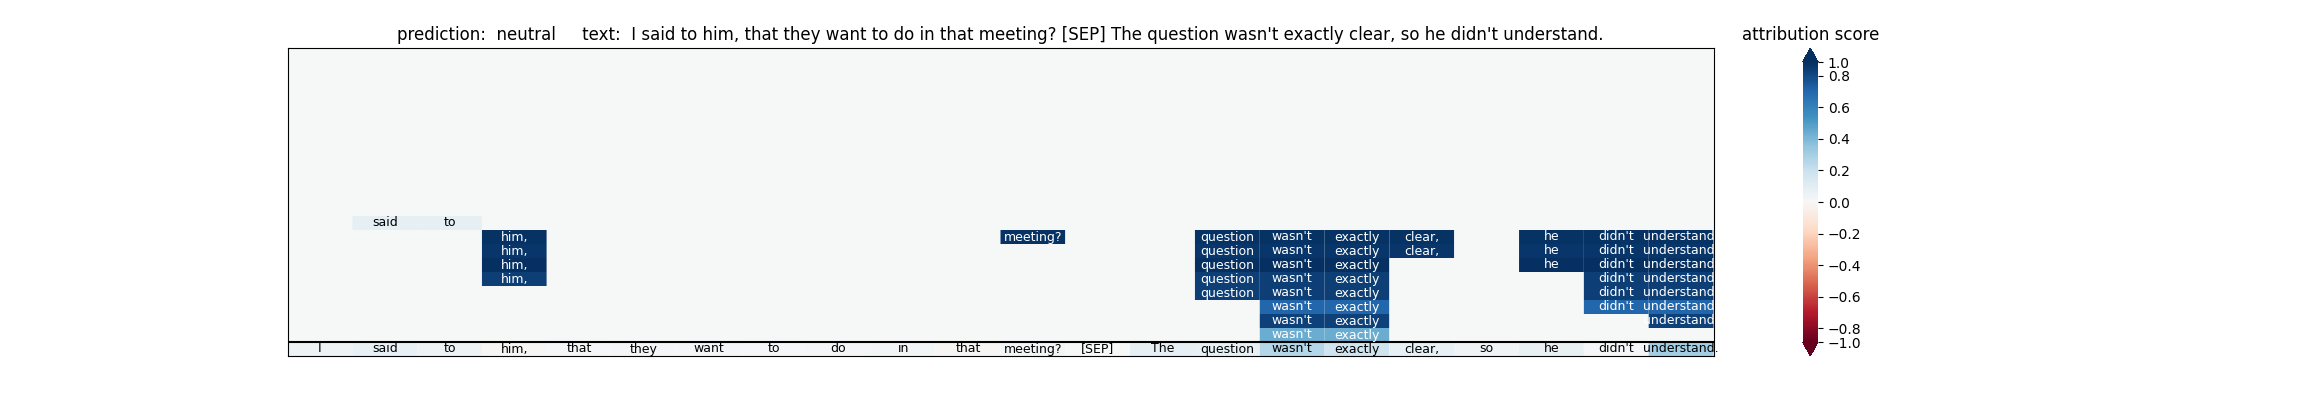 prediction:  neutral     text:  I said to him, that they want to do in that meeting? [SEP] The question wasn't exactly clear, so he didn't understand.
attribution score
said to
him, meeting? question wasn't exactly clear, he didn't understand
him, question wasn't exactly clear, he didn't understand
him, question wasn't exactly he didn't understand
him, question wasn't exactly didn't understand
question wasn't exactly didn't understand
wasn't exactly didn't understand
wasn't exactly understand
wasn't exactly
I said to him, that they want to do in that meeting? [SEP] The question wasn't exactly clear, so he didn't understand.
1.0
0.8
0.6
0.4
0.2
0.0
−0.2
−0.4
−0.6
−0.8
−1.0